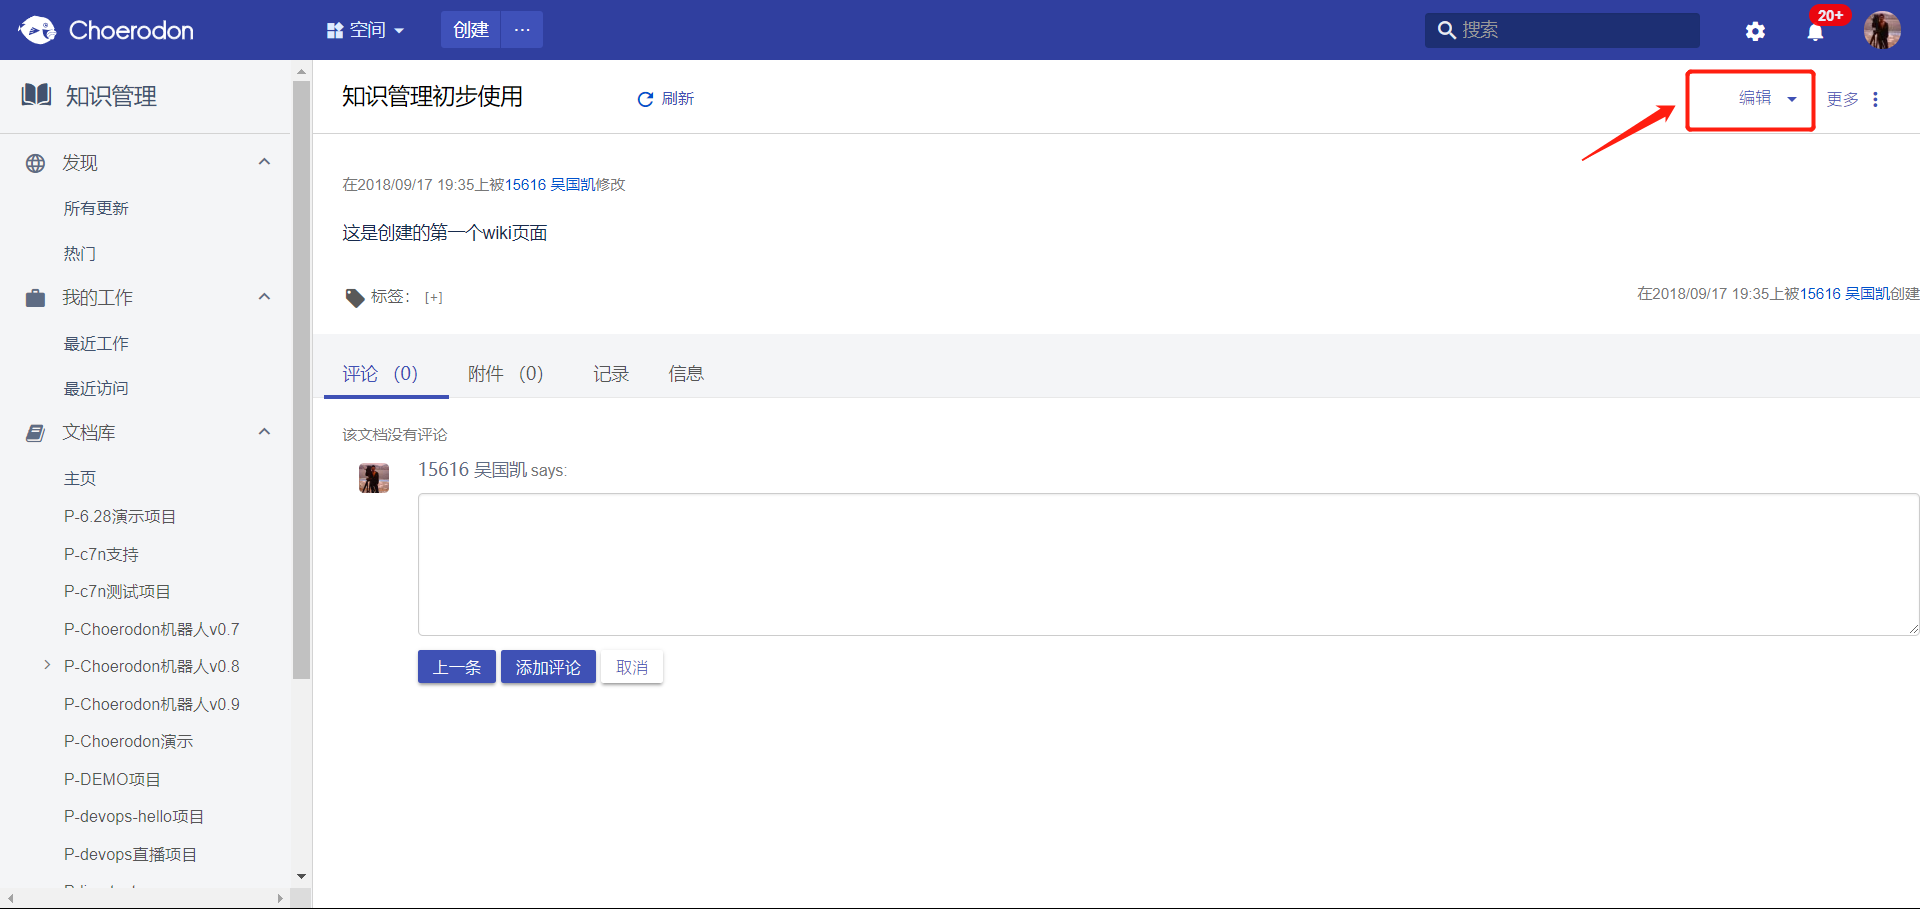 Choerodon
空间
创建
...
搜索
20+
知识管理
发现
所有更新
热门
我的工作
最近工作
最近访问
文档库
主页
P-6.28演示项目
P-c7n支持
P-c7n测试项目
P-Choerodon机器人v0.7
P-Choerodon机器人v0.8
P-Choerodon机器人v0.9
P-Choerodon演示
P-DEMO项目
P-devops-hello项目
P-devops直播项目
知识管理初步使用
刷新
编辑
更多
在2018/09/17 19:35上被15616 吴国凯修改
这是创建的第一个wiki页面
标签： [+]
在2018/09/17 19:35上被15616 吴国凯创建
评论 (0)
附件 (0)
记录
信息
该文档没有评论
15616 吴国凯 says:
上一条
添加评论
取消